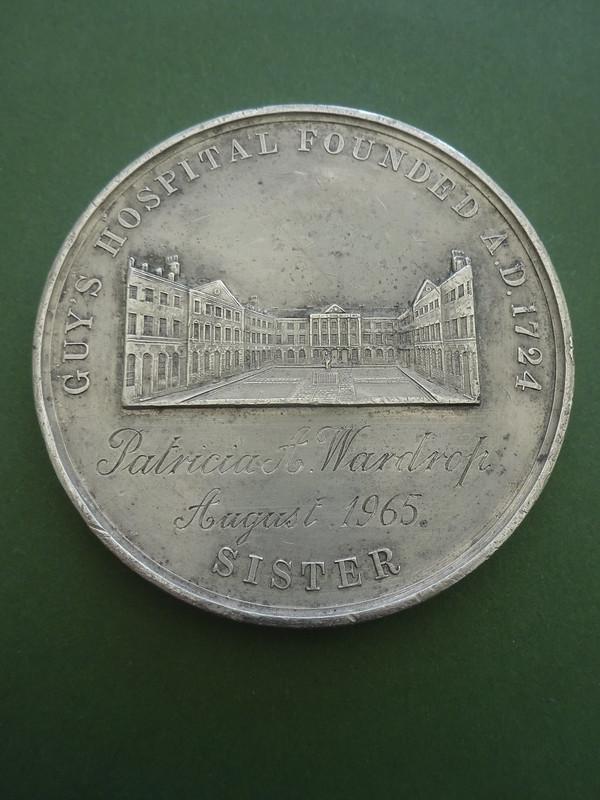 GUY'S HOSPITAL FOUNDED A.D. 1724
Patricia A. Wardrop.
August 1965.
SISTER